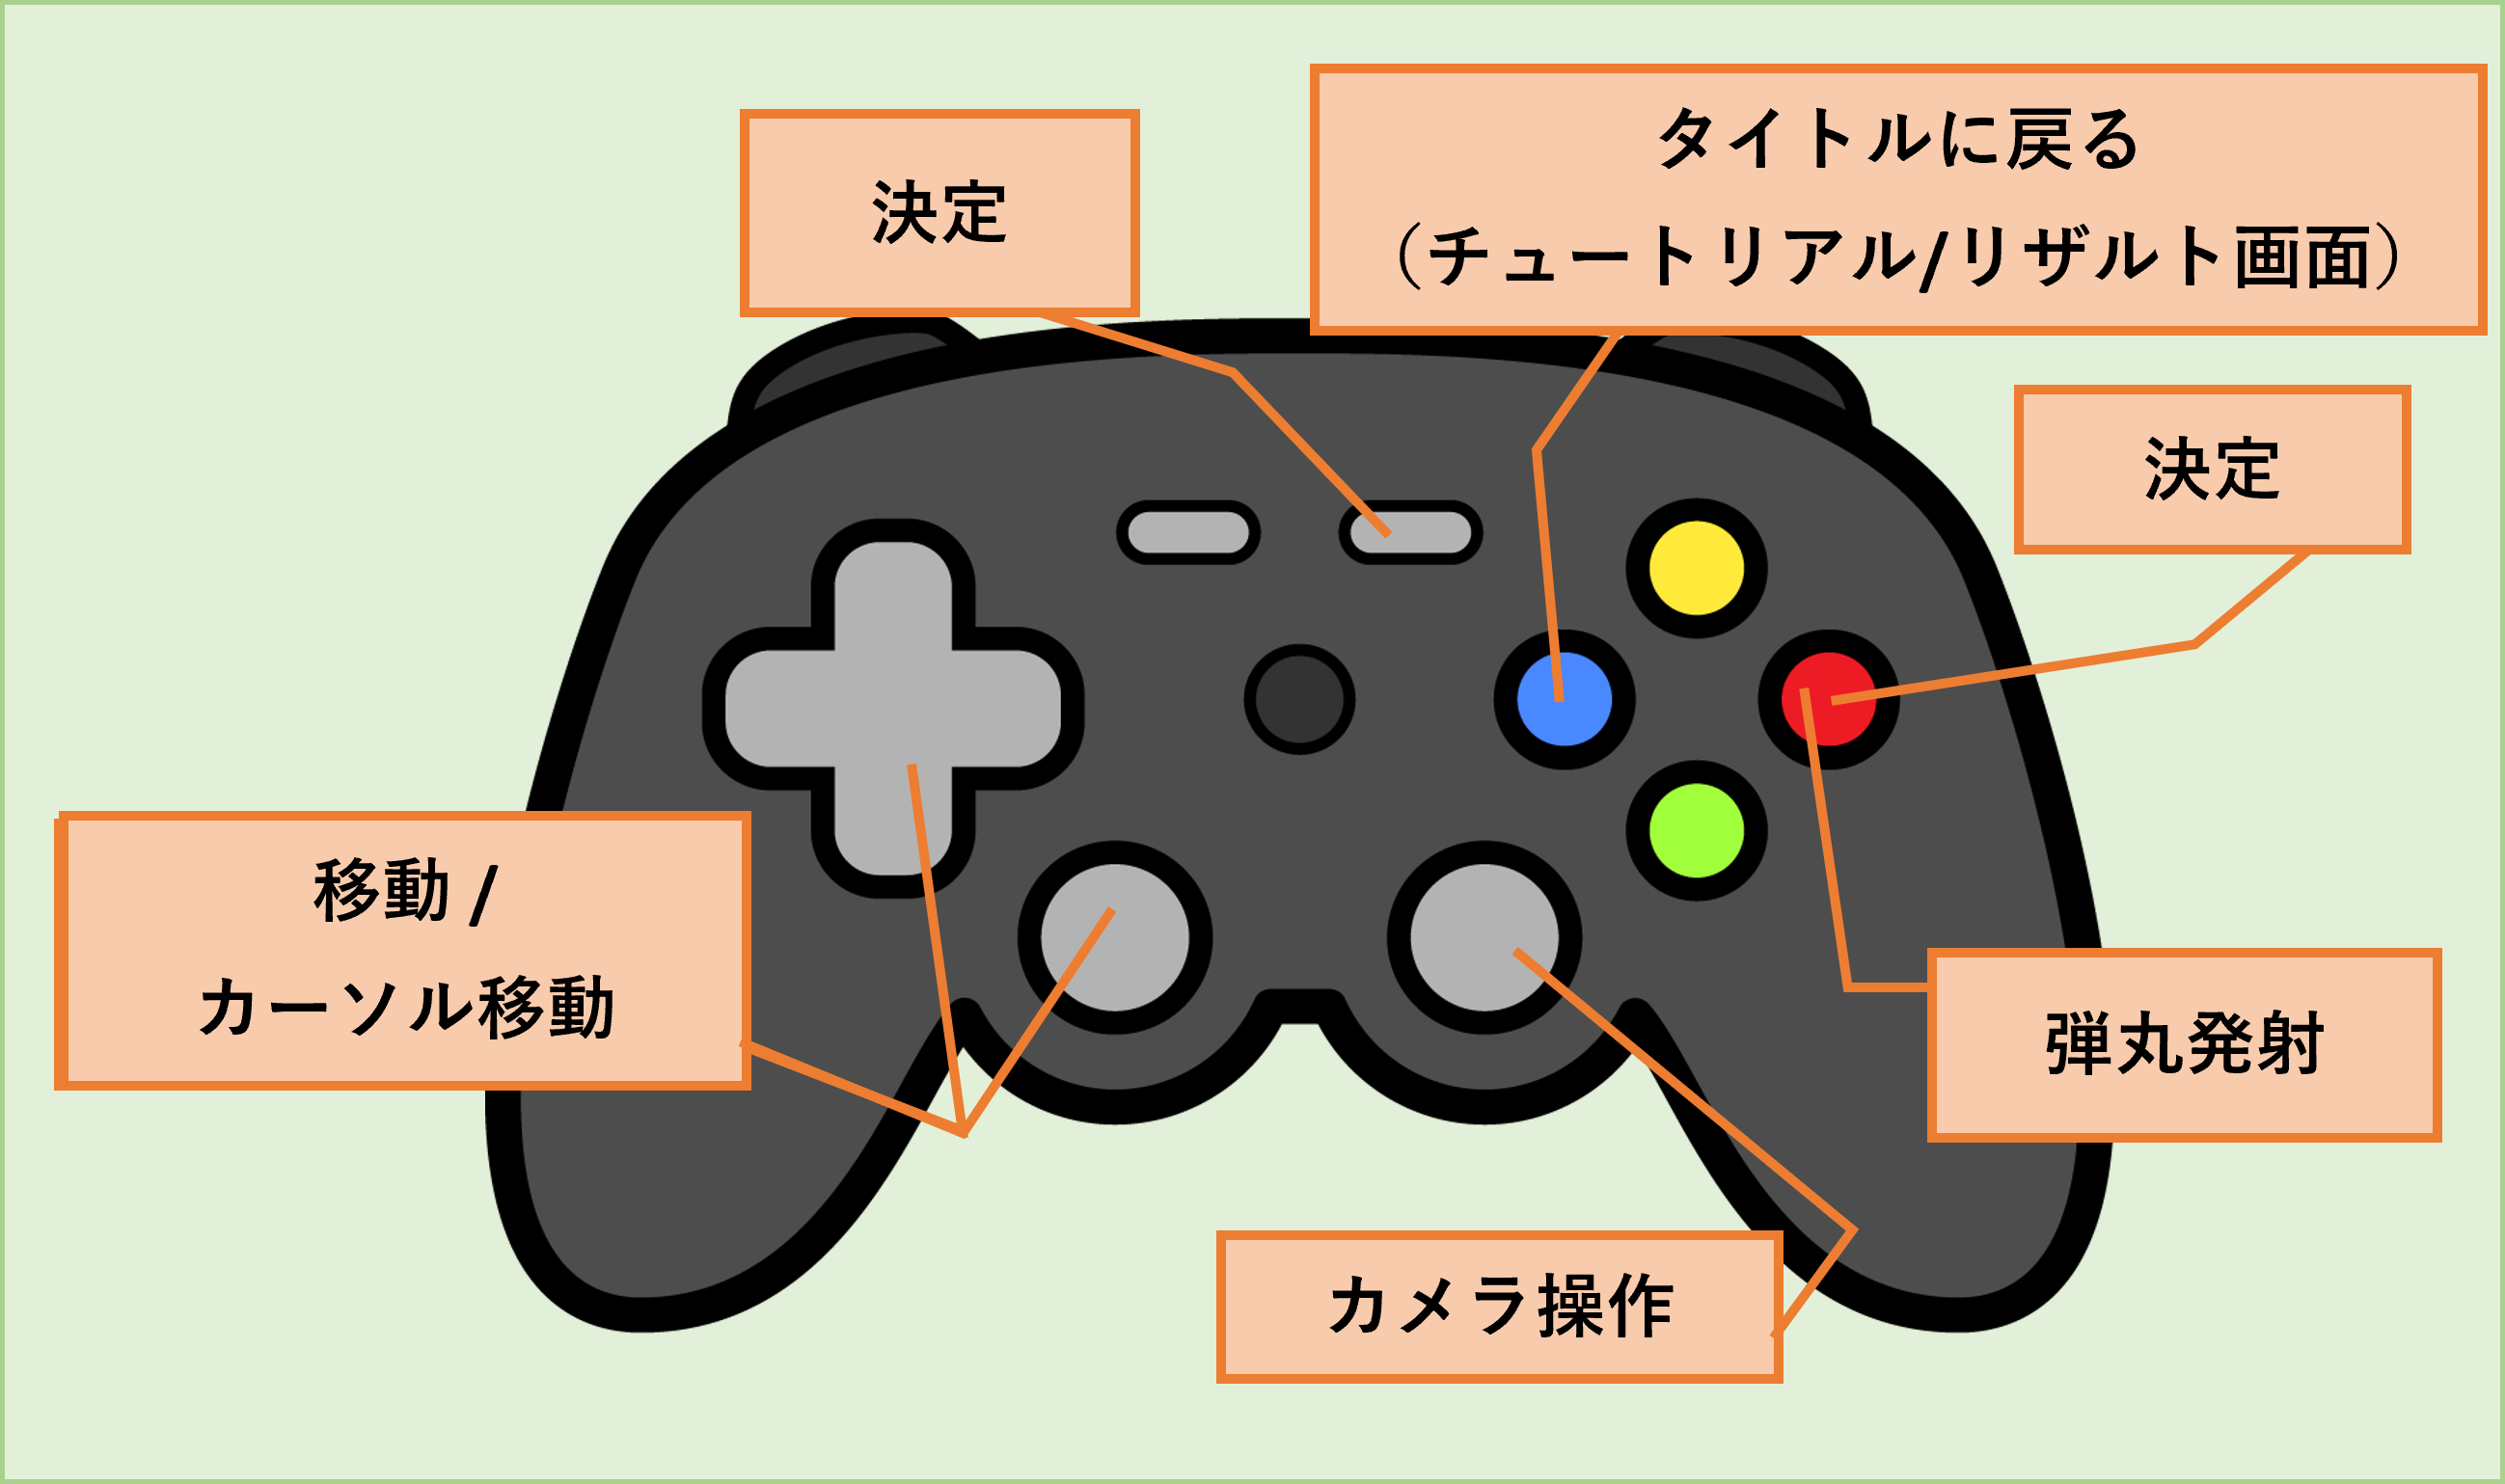 決定
タイトルに戻る
（チュートリアル/リザルト画面）
決定
移動/
カーソル移動
弾丸発射
カメラ操作